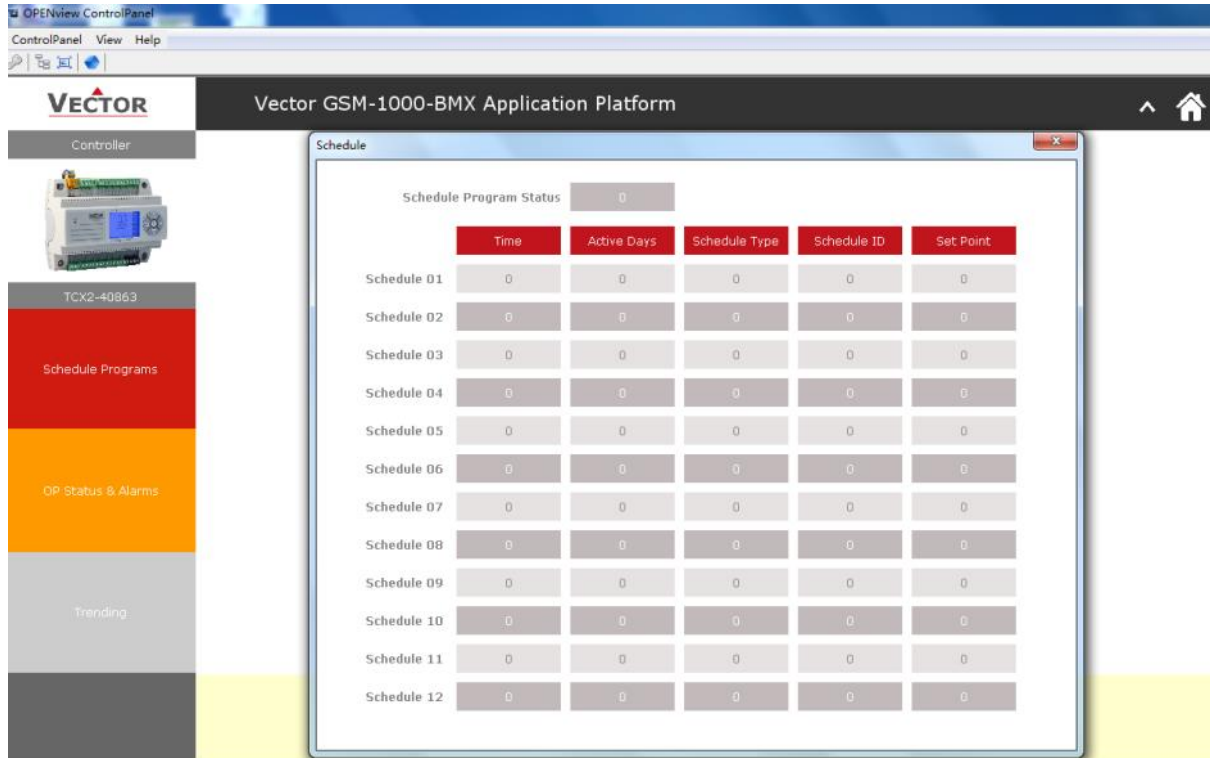 OPENview ControlPanel
ControlPanel View Help
VECTOR
Vector GSM-1000-BMX Application Platform
Controller
TCX2-40863
Schedule Programs
OP Status & Alarms
Trending
Schedule
x
Schedule Program Status 0
Time Active Days Schedule Type Schedule ID Set Point
Schedule 01 0 0 0 0 0
Schedule 02 0 0 0 0 0
Schedule 03 0 0 0 0 0
Schedule 04 0 0 0 0 0
Schedule 05 0 0 0 0 0
Schedule 06 0 0 0 0 0
Schedule 07 0 0 0 0 0
Schedule 08 0 0 0 0 0
Schedule 09 0 0 0 0 0
Schedule 10 0 0 0 0 0
Schedule 11 0 0 0 0 0
Schedule 12 0 0 0 0 0